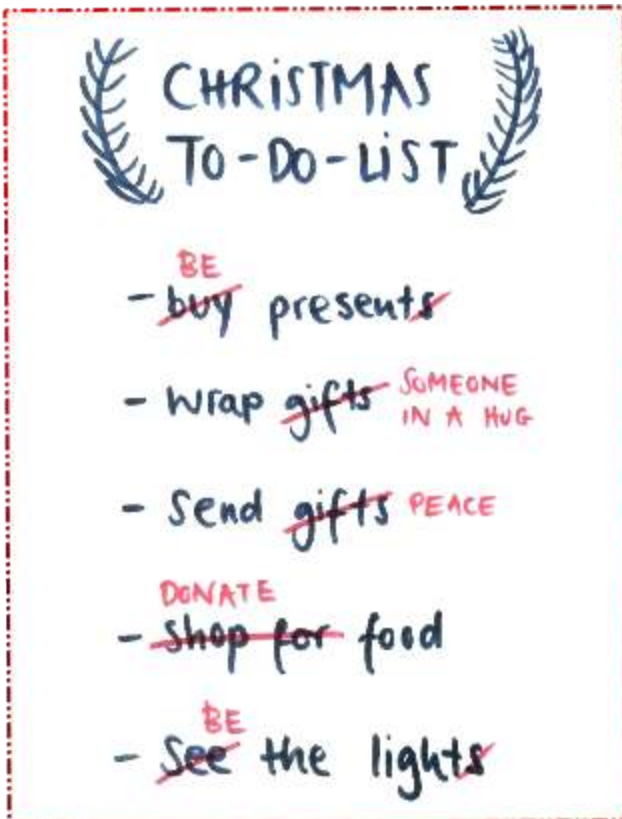 CHRISTMAS
TO-DO-LIST
BE
- buy presents
- wrap gifts SOMEONE
IN A HUG
- send gifts PEACE
DONATE
- shop for food
BE
- see the lights